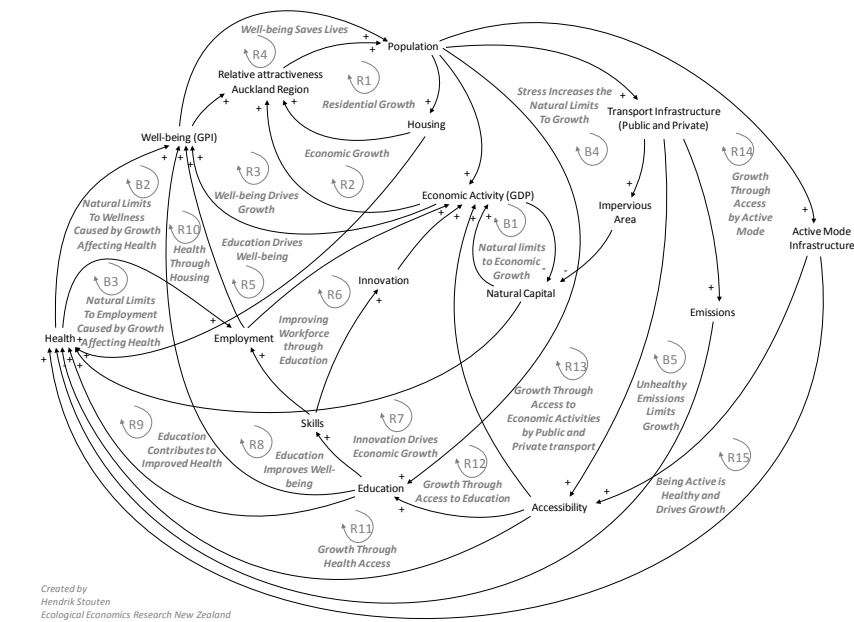 Well-being Saves Lives
R4
Population
Relative attractiveness
Auckland Region
R1
Residential Growth
Stress Increases the
Natural Limits
To Growth
B4
Transport Infrastructure
(Public and Private)
Housing
Well-being (GPI)
Economic Growth
R14
Growth
Through
Access
by Active
Mode
R3
Well-being Drives
Growth
R2
B2
Natural Limits
To Wellness
Caused by Growth
Affecting Health
Economic Activity (GDP)
Impervious
Area
B1
Natural limits
to Economic
Growth
Active Mode
Infrastructure
R10
Health
Through
Housing
Education Drives
Well-being
R5
B3
Natural Limits
To Employment
Caused by Growth
Affecting Health
Innovation
Natural Capital
R6
Improving
Workforce
through
Education
Emissions
Health
Employment
R13
Growth Through
Access to
Economic Activities
by Public and
Private transport
B5
Unhealthy
Emissions
Limits
Growth
Skills
R9
Education
Contributes to
Improved Health
R8
Education
Improves Well-
being
R7
Innovation Drives
Economic Growth
R12
Growth Through
Access to Education
R15
Being Active is
Healthy and
Drives Growth
Education
Accessibility
R11
Growth Through
Health Access
Created by
Hendrik Stouten
Ecological Economics Research New Zealand